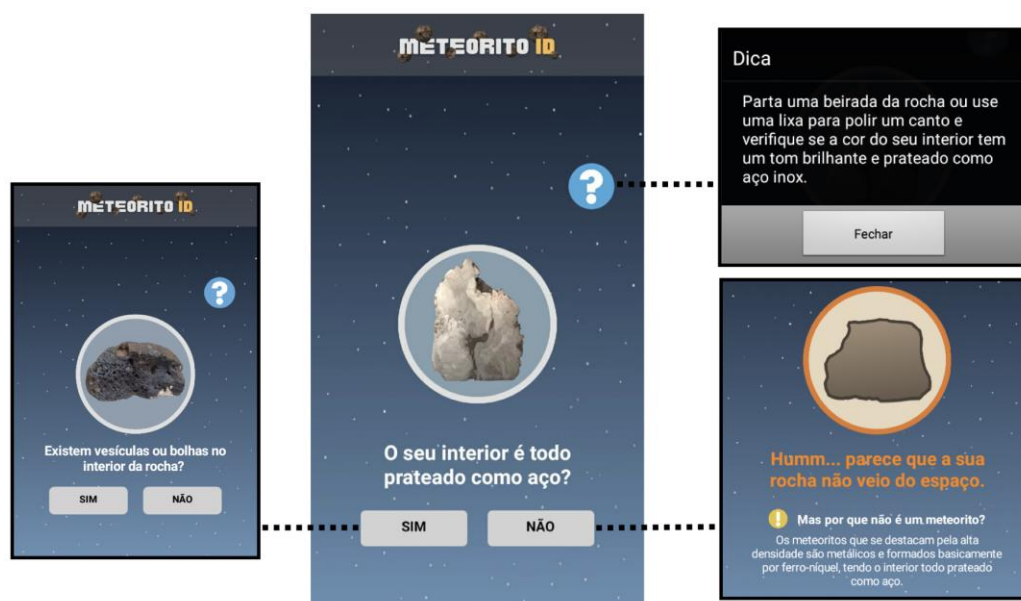 METEORITO ID
?
Existem vesículas ou bolhas no
interior da rocha?
SIM
NÃO
METEORITO ID
?
O seu interior é todo
prateado como aço?
SIM
NÃO
Dica
Parta uma beirada da rocha ou use
uma lixa para polir um canto e
verifique se a cor do seu interior tem
um tom brilhante e prateado como
aço inox.
Fechar
Humm... parece que a sua
rocha não veio do espaço.
! Mas por que não é um meteorito?
Os meteoritos que se destacam pela alta
densidade são metálicos e formados basicamente
por ferro-níquel, tendo o interior todo prateado
como aço.